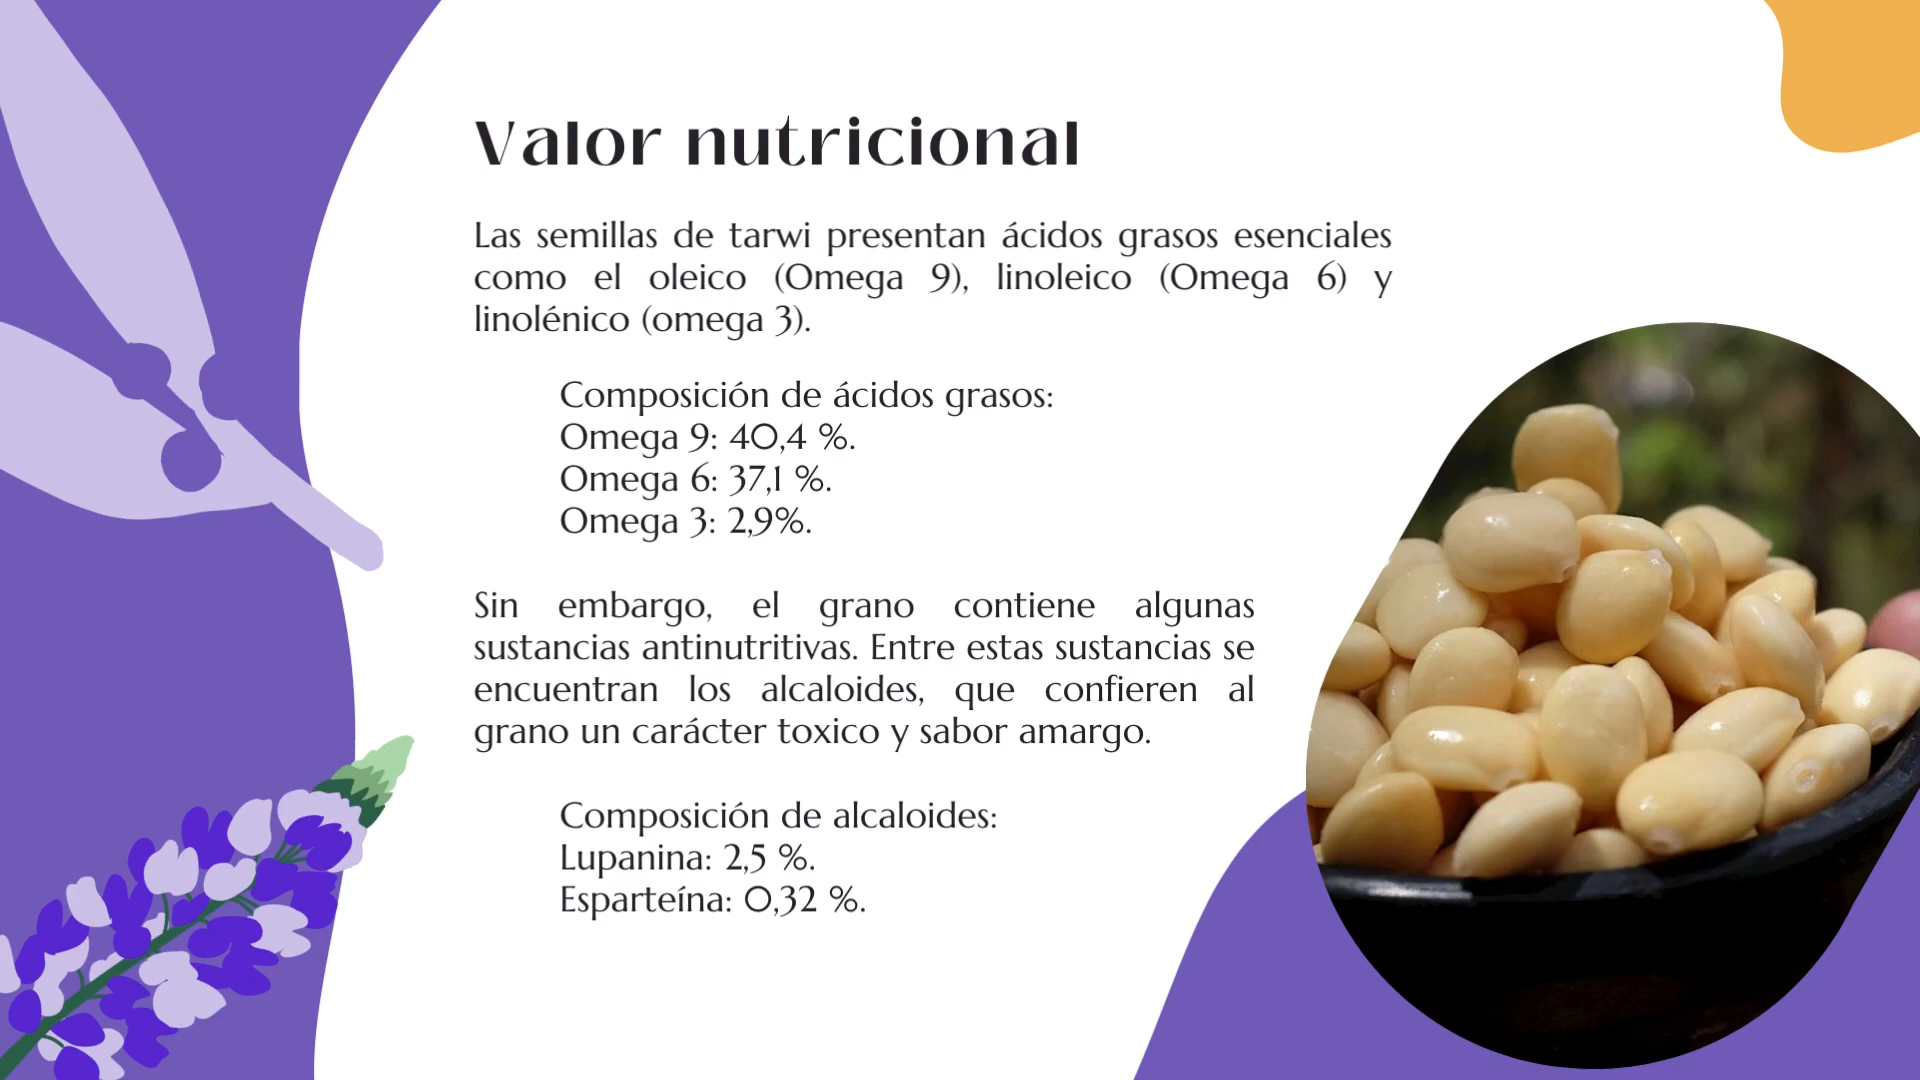 Valor nutricional
Las semillas de tarwi presentan ácidos grasos esenciales
como el oleico (Omega 9), linoleico (Omega 6) y
linolénico (omega 3).
Composición de ácidos grasos:
Omega 9: 40,4 %.
Omega 6: 37,1 %.
Omega 3: 2,9%.
Sin embargo, el grano contiene algunas
sustancias antinutritivas. Entre estas sustancias se
encuentran los alcaloides, que confieren al
grano un carácter toxico y sabor amargo.
Composición de alcaloides:
Lupanina: 2,5 %.
Esparteína: 0,32 %.